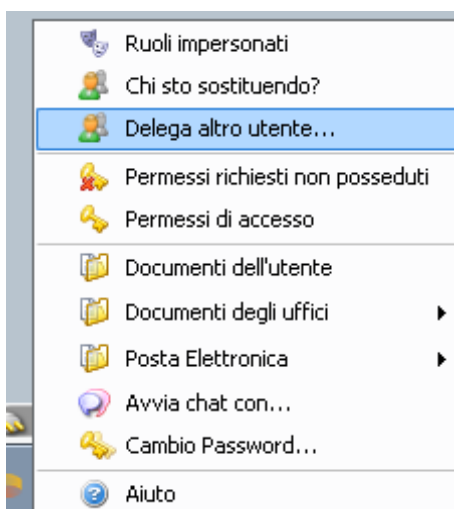 Ruoli impersonati
Chi sto sostituendo?
Delega altro utente...
Permessi richiesti non posseduti
Permessi di accesso
Documenti dell'utente
Documenti degli uffici
Posta Elettronica
Avvia chat con...
Cambio Password...
Aiuto